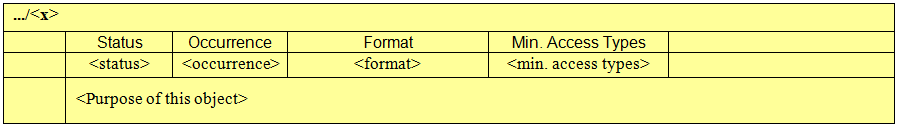 .../<x>
Status Occurrence Format Min. Access Types
<status> <occurrence> <format> <min. access types>
<Purpose of this object>